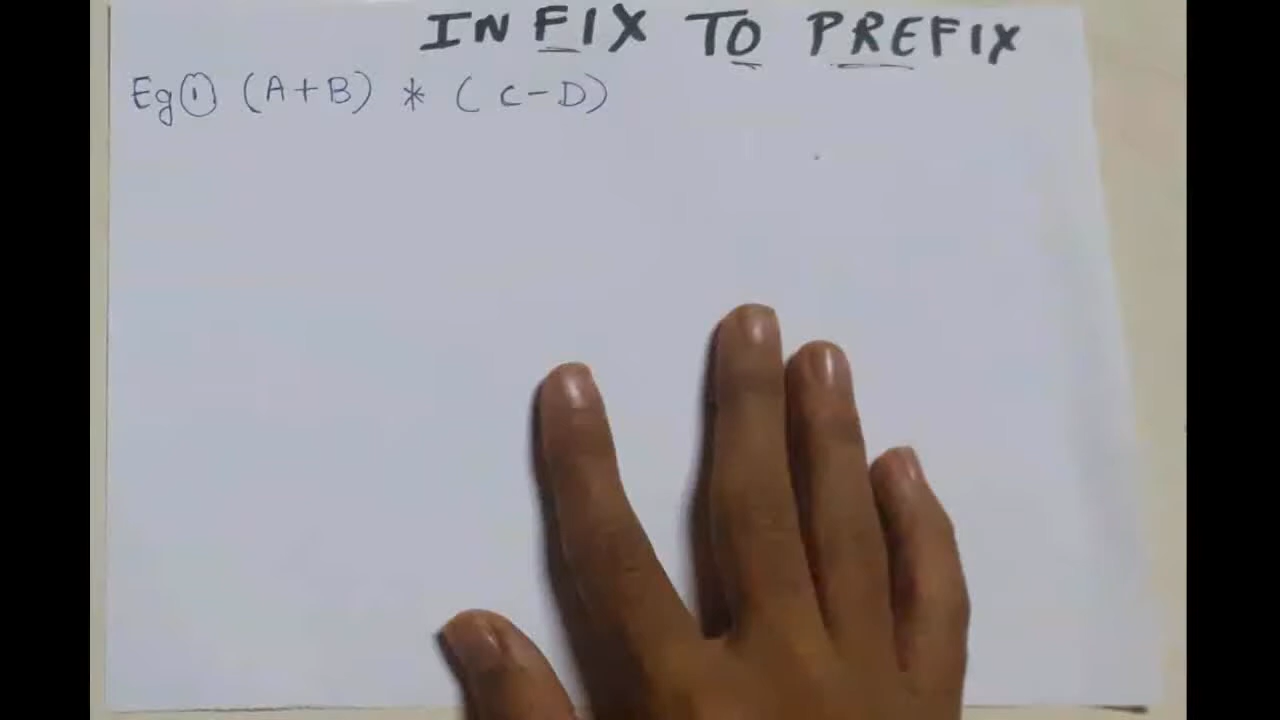 INFIX TO PREFIX
Eg① (A+B) * (C-D)